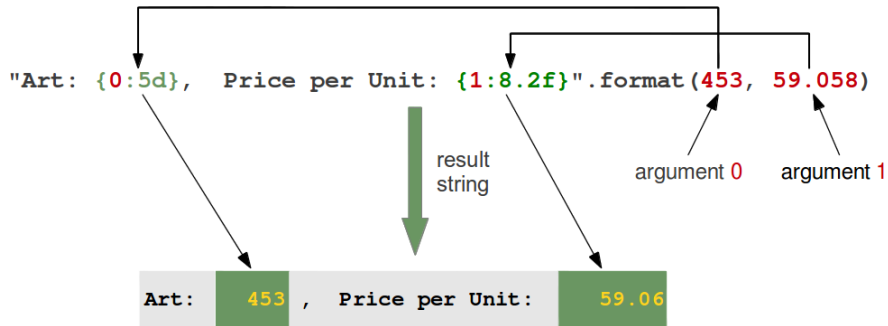 "Art: {0:5d},  Price per Unit: {1:8.2f}".format(453, 59.058)
result
string
argument 0
argument 1
Art:   453 ,  Price per Unit:    59.06